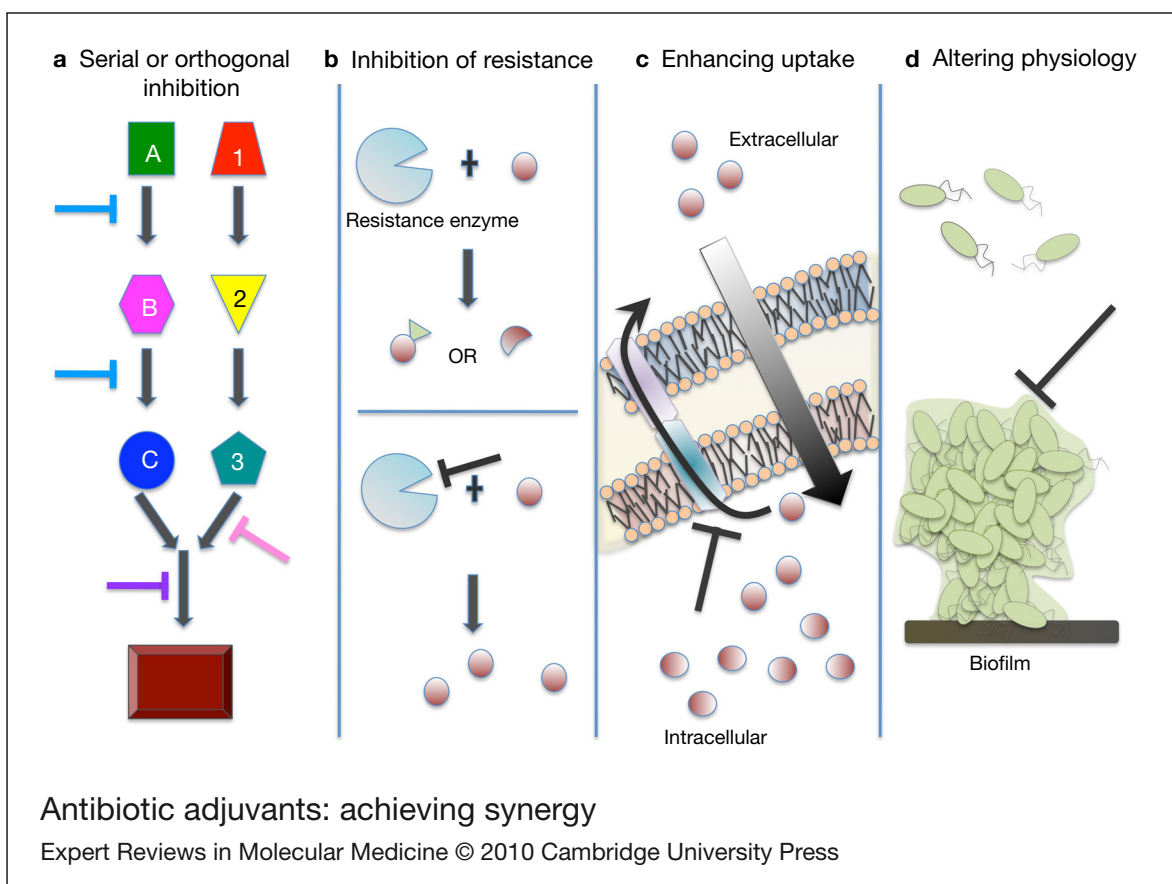 a Serial or orthogonal
inhibition
A
1
B
2
C
3
b Inhibition of resistance
Resistance enzyme
OR
c Enhancing uptake
Extracellular
Intracellular
d Altering physiology
Biofilm
Antibiotic adjuvants: achieving synergy
Expert Reviews in Molecular Medicine © 2010 Cambridge University Press